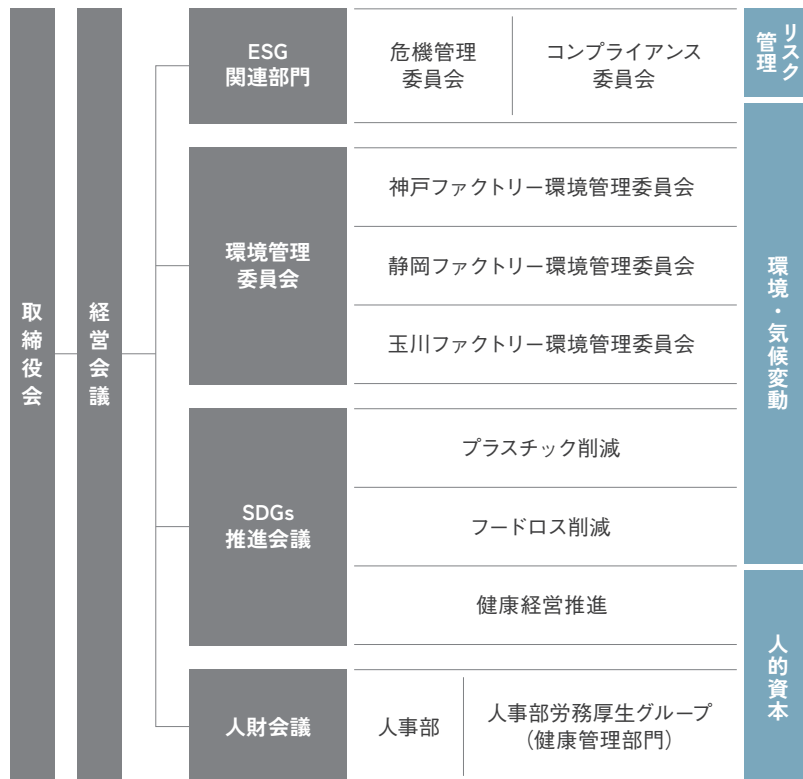 取締役会
経営会議
ESG
関連部門
危機管理
委員会
コンプライアンス
委員会
リスク
管理
環境管理
委員会
神戸ファクトリー環境管理委員会
静岡ファクトリー環境管理委員会
玉川ファクトリー環境管理委員会
環境・気候変動
SDGs
推進会議
プラスチック削減
フードロス削減
健康経営推進
人財会議
人事部
人事部労務厚生グループ
（健康管理部門）
人的資本